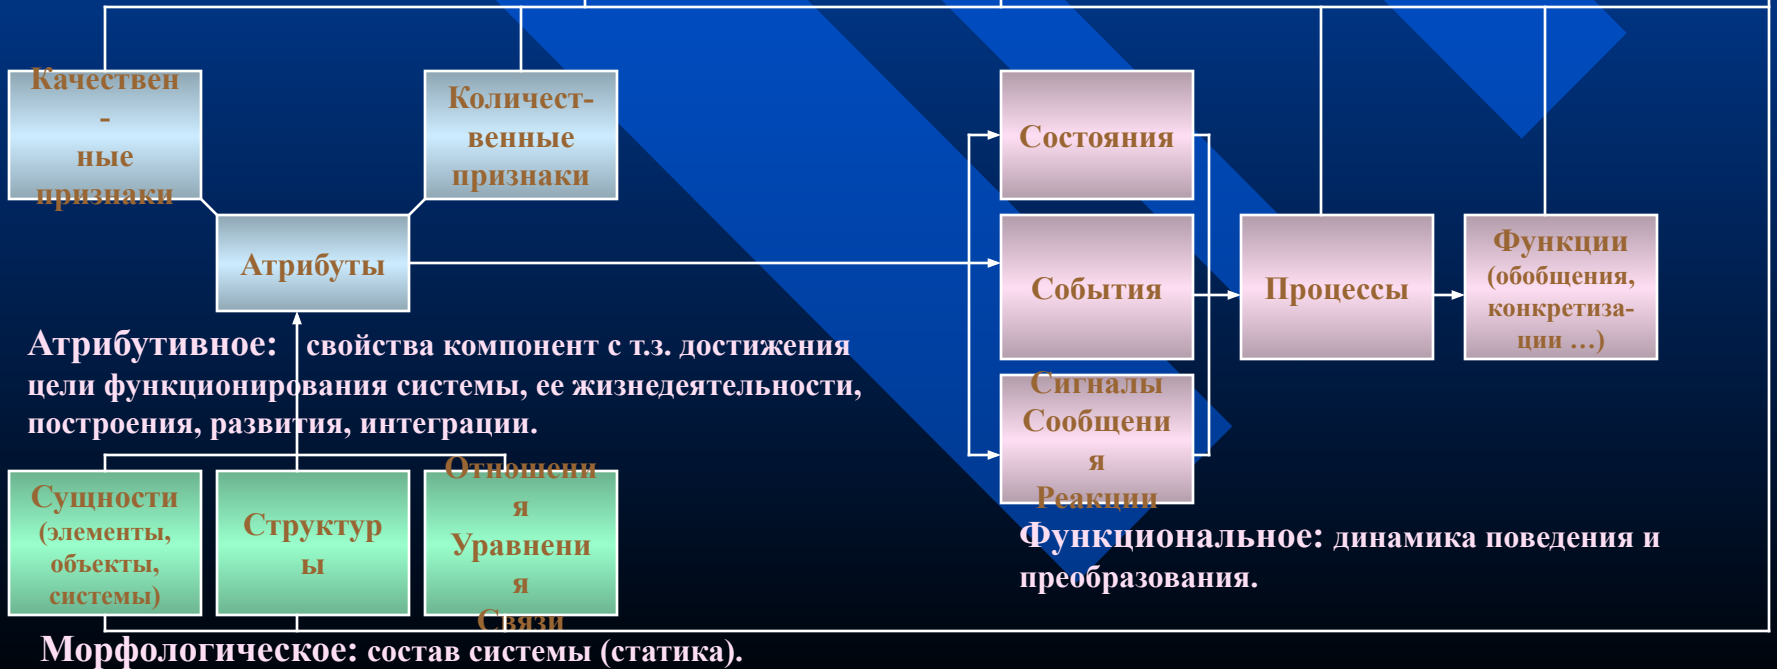 Качествен
-
ные
признаки
Количест-
венные
признаки
Атрибуты
Состояния
События
Сигналы
Сообщени
я
Реакции
Процессы
Функции
(обобщения,
конкретиза-
ции …)
Атрибутивное: свойства компонент с т.з. достижения
цели функционирования системы, ее жизнедеятельности,
построения, развития, интеграции.
Сущности
(элементы,
объекты,
системы)
Структур
ы
Отношени
я
Уравнени
я
Связи
Функциональное: динамика поведения и
преобразования.
Морфологическое: состав системы (статика).